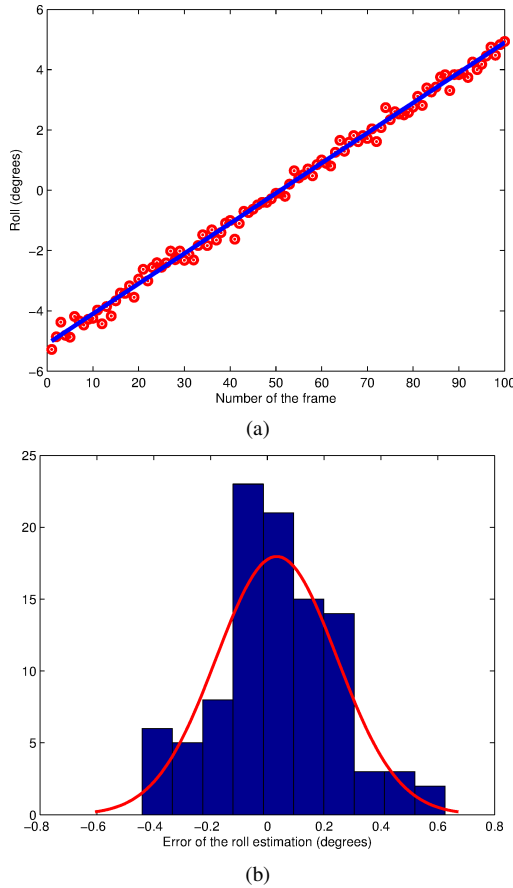 6
4
2
0
−2
−4
−6
Roll (degrees)
0 10 20 30 40 50 60 70 80 90 100
Number of the frame
(a)
25
20
15
10
5
0
−0.8 −0.6 −0.4 −0.2 0 0.2 0.4 0.6 0.8
Error of the roll estimation (degrees)
(b)